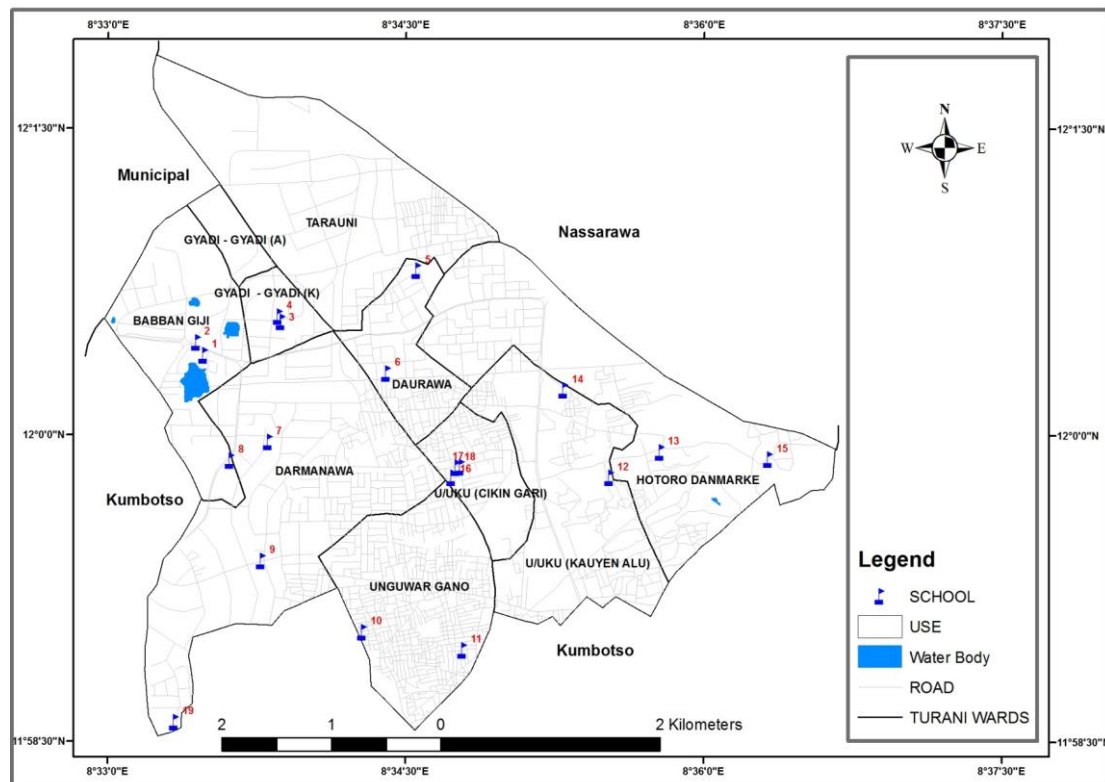 8°33'0"E 8°34'30"E 8°36'0"E 8°37'30"E
12°1'30"N 12°1'30"N
N
W E
S
Municipal
TARAUNI
Nassarawa
GYADI - GYADI (A)
5
GYADI - GYADI (K)
4
3
BABBAN GIJI
2
1
6
DAURAWA
14
12°0'0"N 12°0'0"N
7
13
15
8
DARMANAWA
17 18
16
12
HOTORO DANMARKE
Kumbotso
U/UKU (CIKIN GARI)
9
U/UKU (KAUYEN ALU)
UNGUWAR GANO
10
11
Kumbotso
19
Legend
SCHOOL
USE
Water Body
ROAD
TURANI WARDS
2 1 0 2 Kilometers
11°58'30"N 11°58'30"N
8°33'0"E 8°34'30"E 8°36'0"E 8°37'30"E